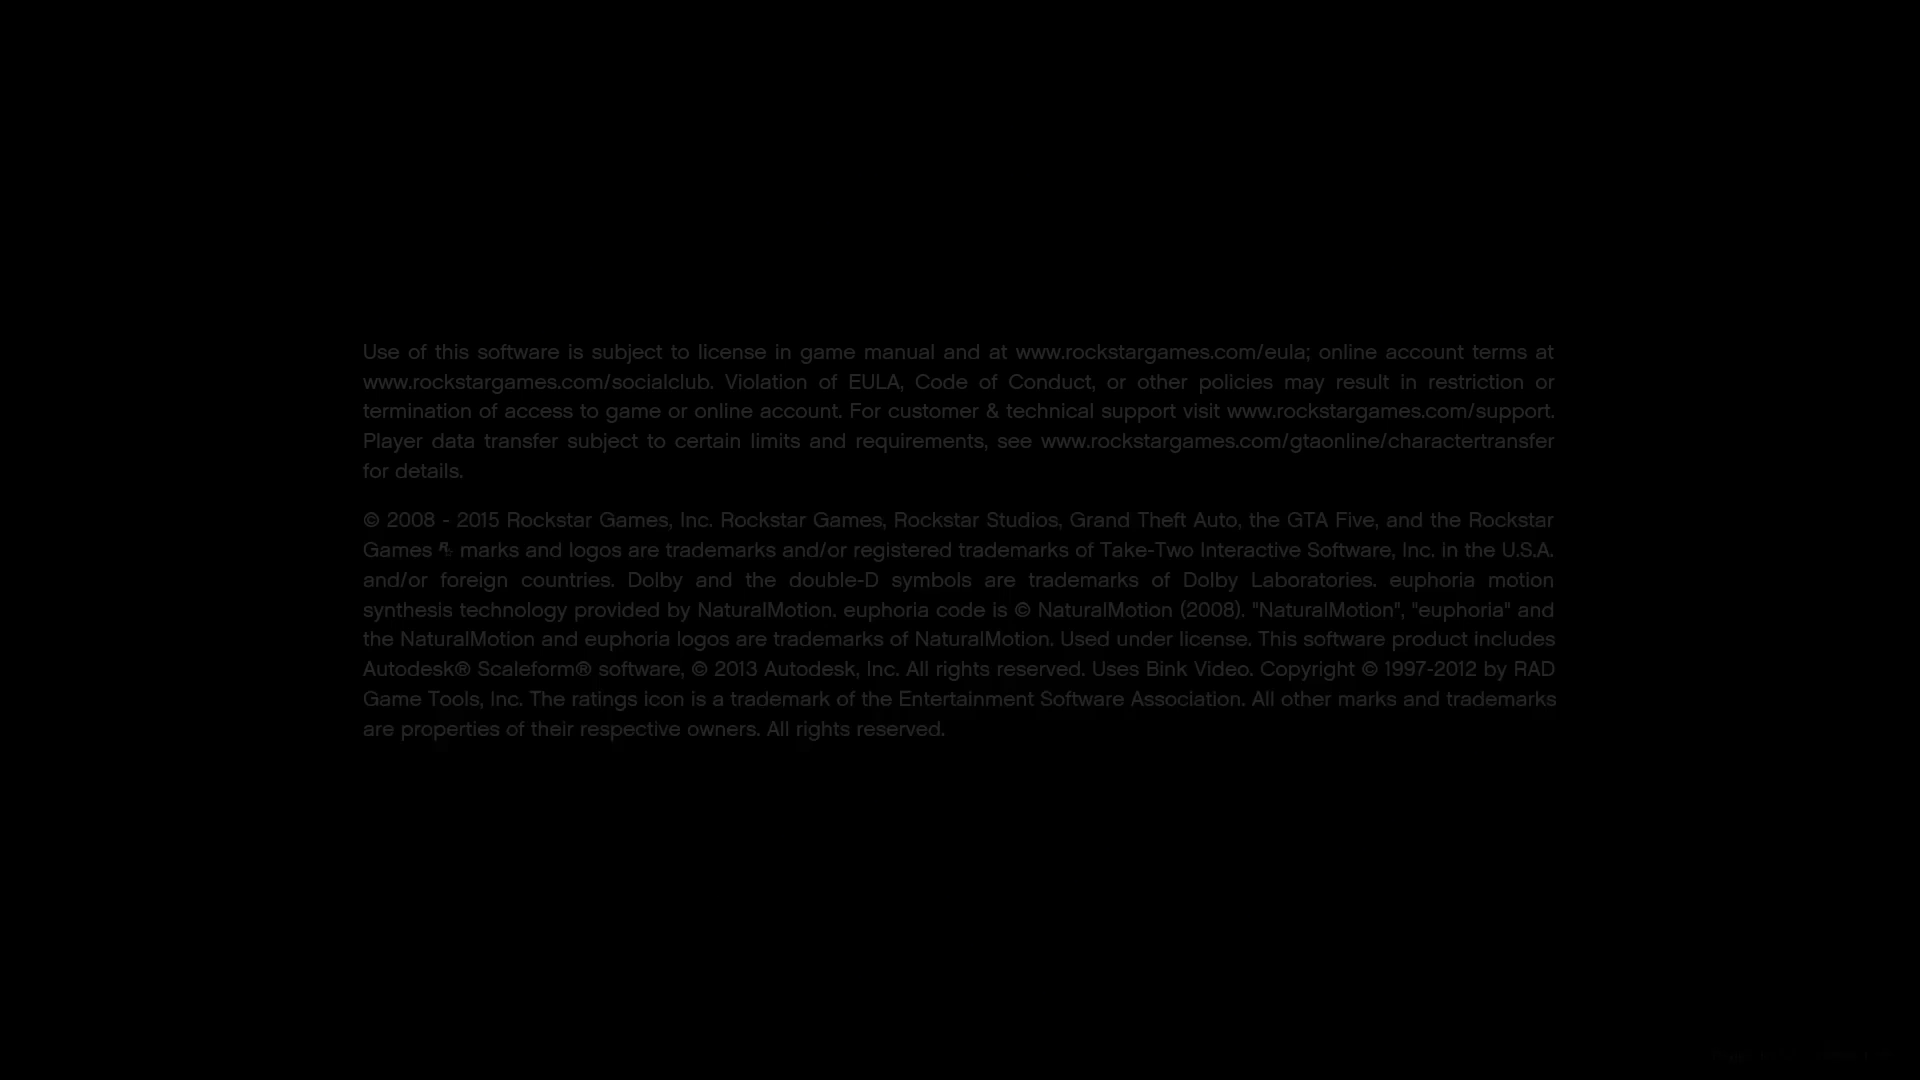 Use of this software is subject to license in game manual and at www.rockstargames.com/eula; online account terms at
www.rockstargames.com/socialclub. Violation of EULA, Code of Conduct, or other policies may result in restriction or
termination of access to game or online account. For customer & technical support visit www.rockstargames.com/support.
Player data transfer subject to certain limits and requirements, see www.rockstargames.com/gtaonline/charactertransfer
for details.
© 2008 - 2015 Rockstar Games, Inc. Rockstar Games, Rockstar Studios, Grand Theft Auto, the GTA Five, and the Rockstar
Games R* marks and logos are trademarks and/or registered trademarks of Take-Two Interactive Software, Inc. in the U.S.A.
and/or foreign countries. Dolby and the double-D symbols are trademarks of Dolby Laboratories. euphoria motion
synthesis technology provided by NaturalMotion. euphoria code is © NaturalMotion (2008). "NaturalMotion", "euphoria" and
the NaturalMotion and euphoria logos are trademarks of NaturalMotion. Used under license. This software product includes
Autodesk® Scaleform® software, © 2013 Autodesk, Inc. All rights reserved. Uses Bink Video. Copyright © 1997-2012 by RAD
Game Tools, Inc. The ratings icon is a trademark of the Entertainment Software Association. All other marks and trademarks
are properties of their respective owners. All rights reserved.